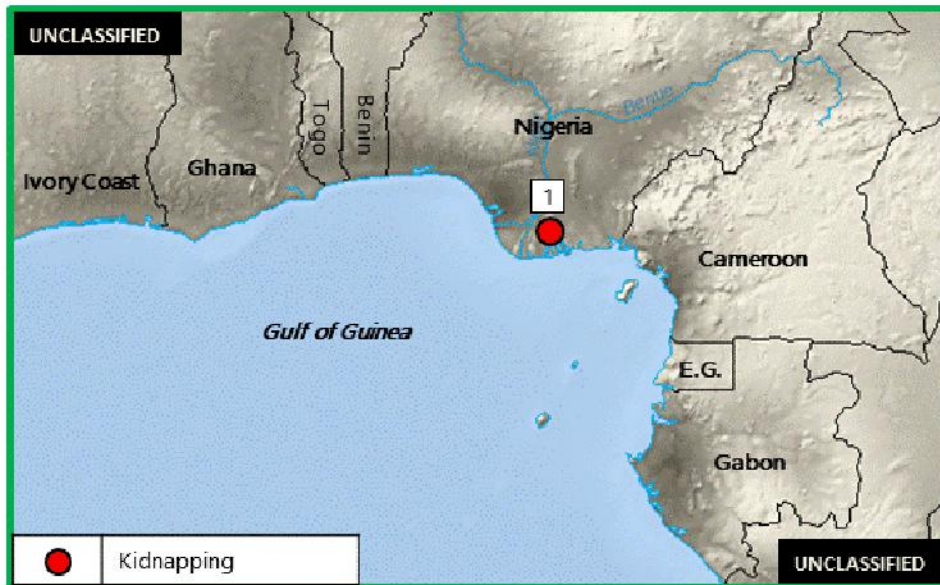 UNCLASSIFIED
Benue
Nigeria
Togo
Benin
Ghana
Ivory Coast
1
Cameroon
Gulf of Guinea
E.G.
Gabon
Kidnapping
UNCLASSIFIED